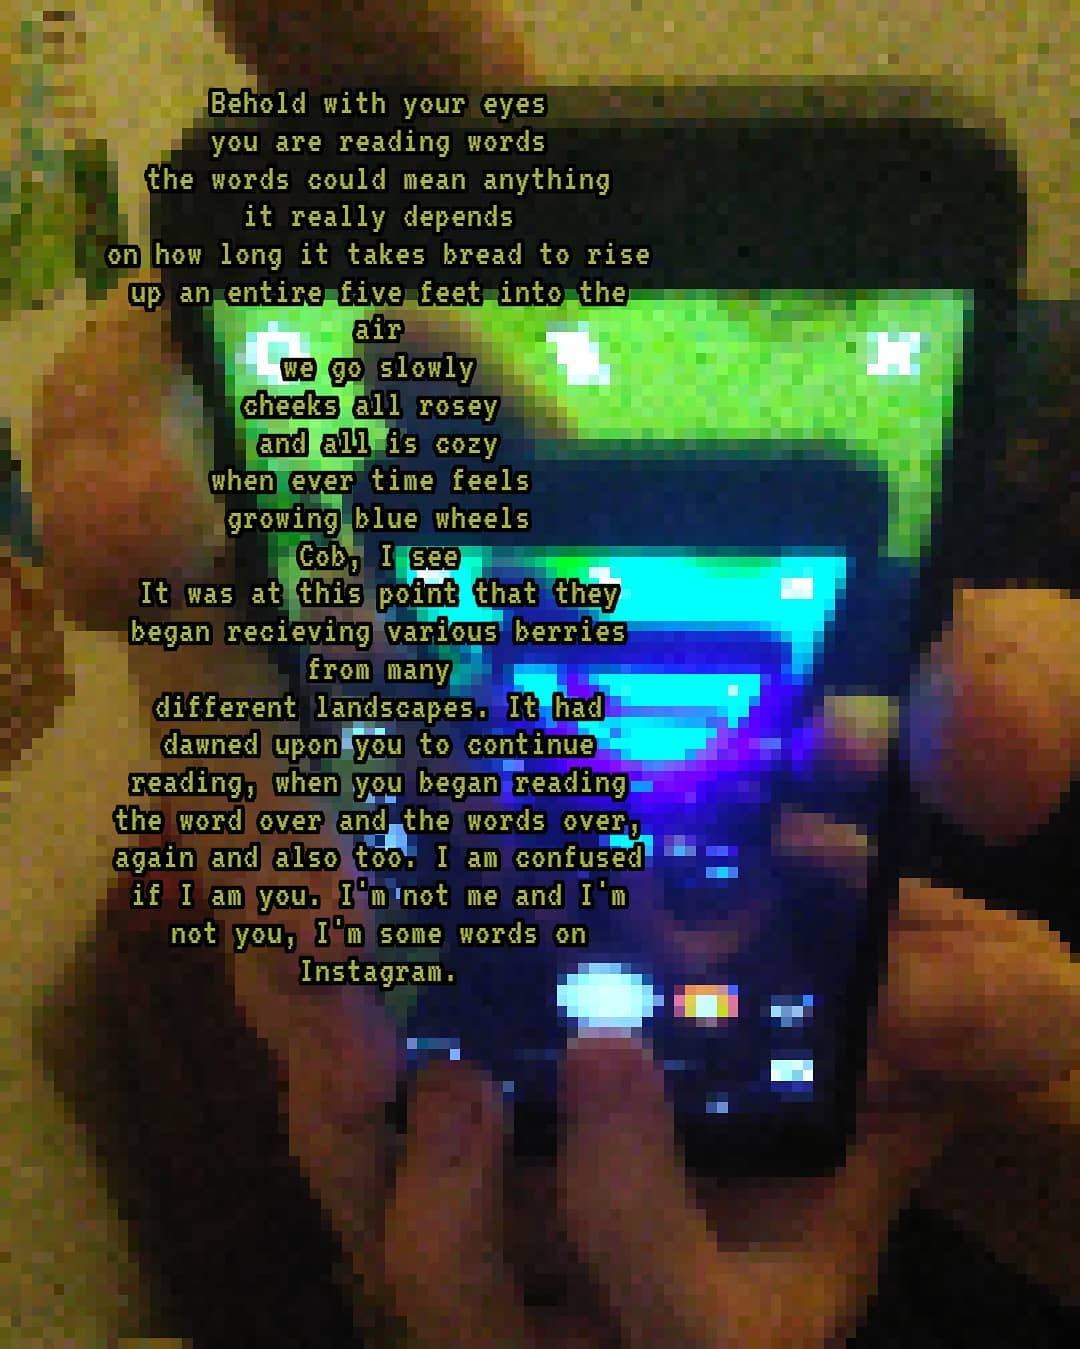 Behold with your eyes
you are reading words
the words could mean anything
it really depends
on how long it takes bread to rise
up an entire five feet into the
air
we go slowly
cheeks all rosey
and all is cozy
when ever time feels
growing blue wheels
Cob, I see
It was at this point that they
began recieving various berries
from many
different landscapes. It had
dawned upon you to continue
reading, when you began reading
the word over and the words over,
again and also too. I am confused
if I am you. I'm not me and I'm
not you, I'm some words on
Instagram.